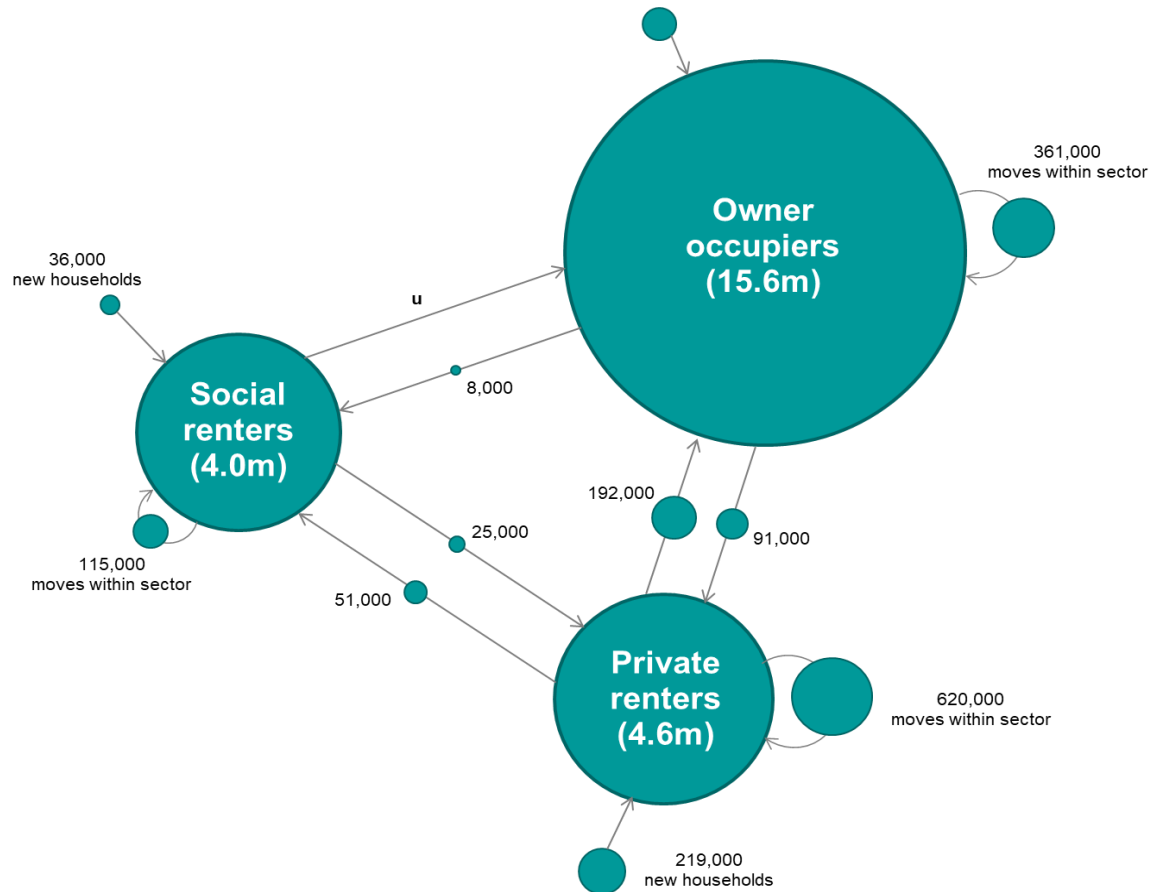 361,000
moves within sector
Owner
occupiers
(15.6m)
36,000
new households
u
8,000
Social
renters
(4.0m)
192,000
91,000
25,000
115,000
moves within sector
51,000
Private
renters
(4.6m)
620,000
moves within sector
219,000
new households